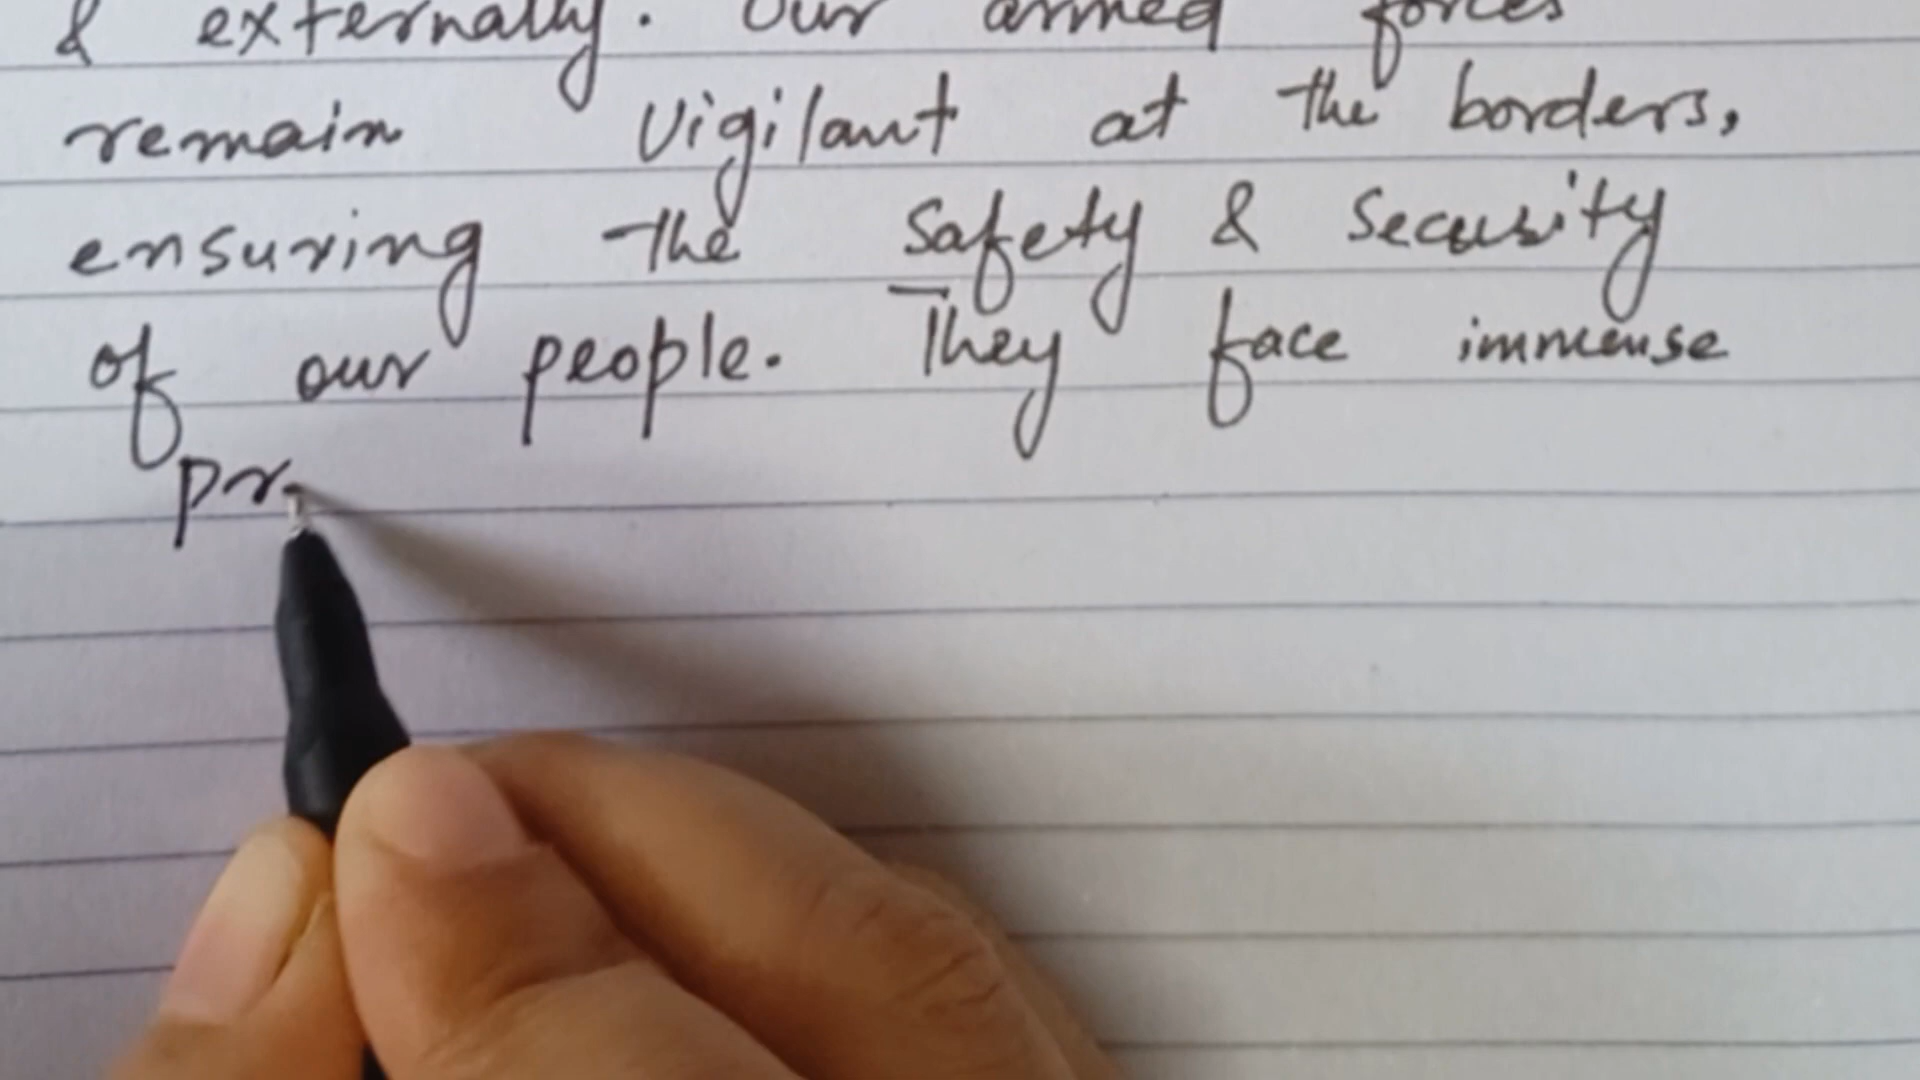 & externally. Our armed forces
remain vigilant at the borders,
ensuring the safety & security
of our people. They face immense
pr